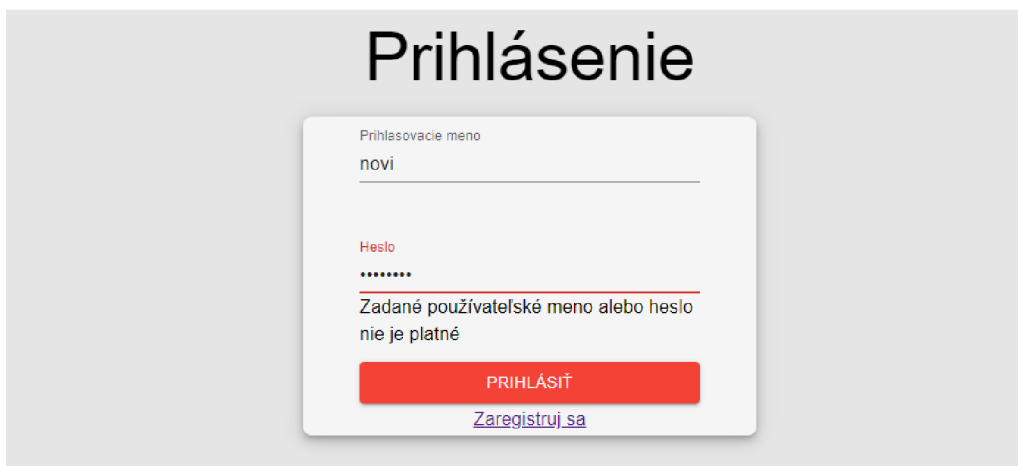 Prihlásenie
Prihlasovacie meno
novi
Heslo
••••••••
Zadané používateľské meno alebo heslo
nie je platné
PRIHLÁSIŤ
Zaregistruj sa